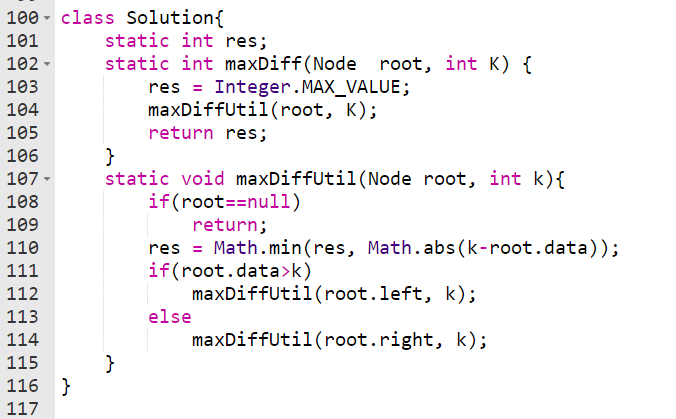 100 class Solution{
101     static int res;
102     static int maxDiff(Node  root, int K) {
103         res = Integer.MAX_VALUE;
104         maxDiffUtil(root, K);
105         return res;
106     }
107     static void maxDiffUtil(Node root, int k){
108         if(root==null)
109             return;
110         res = Math.min(res, Math.abs(k-root.data));
111         if(root.data>k)
112             maxDiffUtil(root.left, k);
113         else
114             maxDiffUtil(root.right, k);
115     }
116 }
117